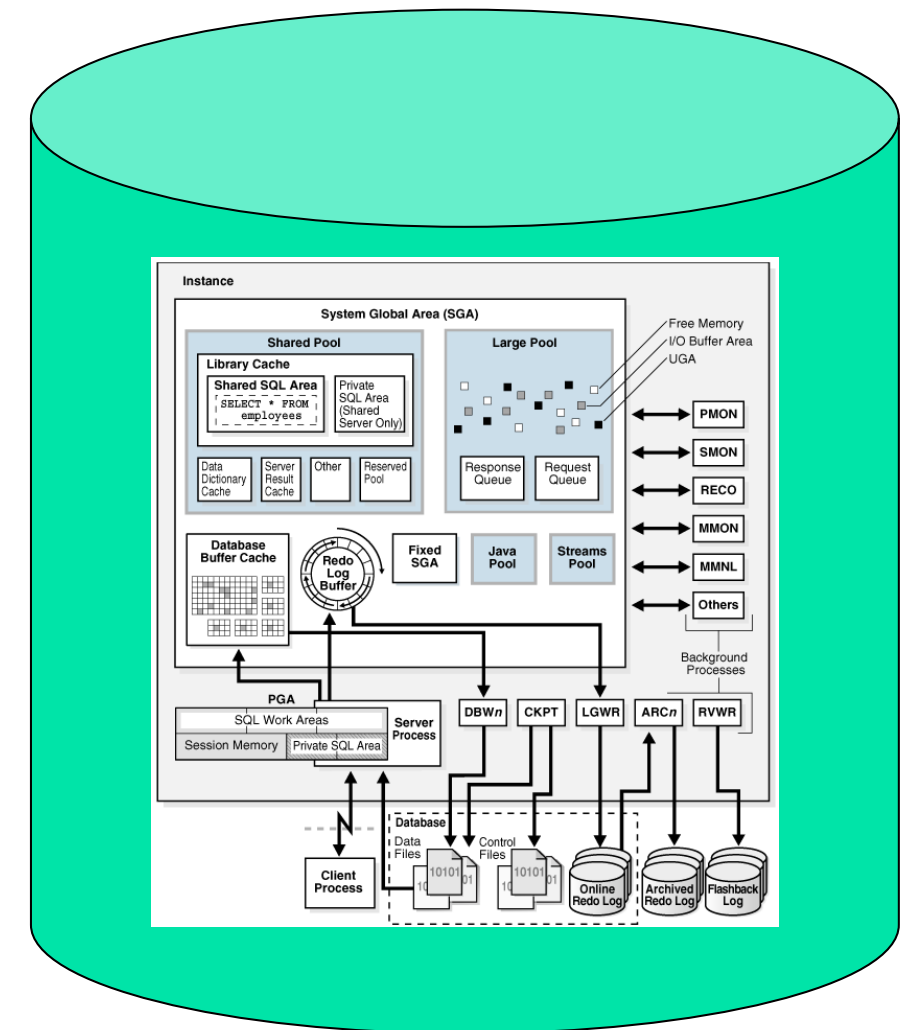 Instance
System Global Area (SGA)
Shared Pool
Library Cache
Shared SQL Area
SELECT * FROM
employees
Private
SQL Area
(Shared
Server Only)
Data
Dictionary
Cache
Server
Result
Cache
Other
Reserved
Pool
Large Pool
Response
Queue
Request
Queue
Free Memory
I/O Buffer Area
UGA
PMON
SMON
RECO
MMON
MMNL
Others
Background
Processes
Database
Buffer Cache
Redo
Log
Buffer
Fixed
SGA
Java
Pool
Streams
Pool
PGA
SQL Work Areas
Session Memory
Private SQL Area
Server
Process
DBWn
CKPT
LGWR
ARCn
RVWR
Client
Process
Database
Data
Files
10101
Control
Files
10101
Online
Redo Log
Archived
Redo Log
Flashback
Log